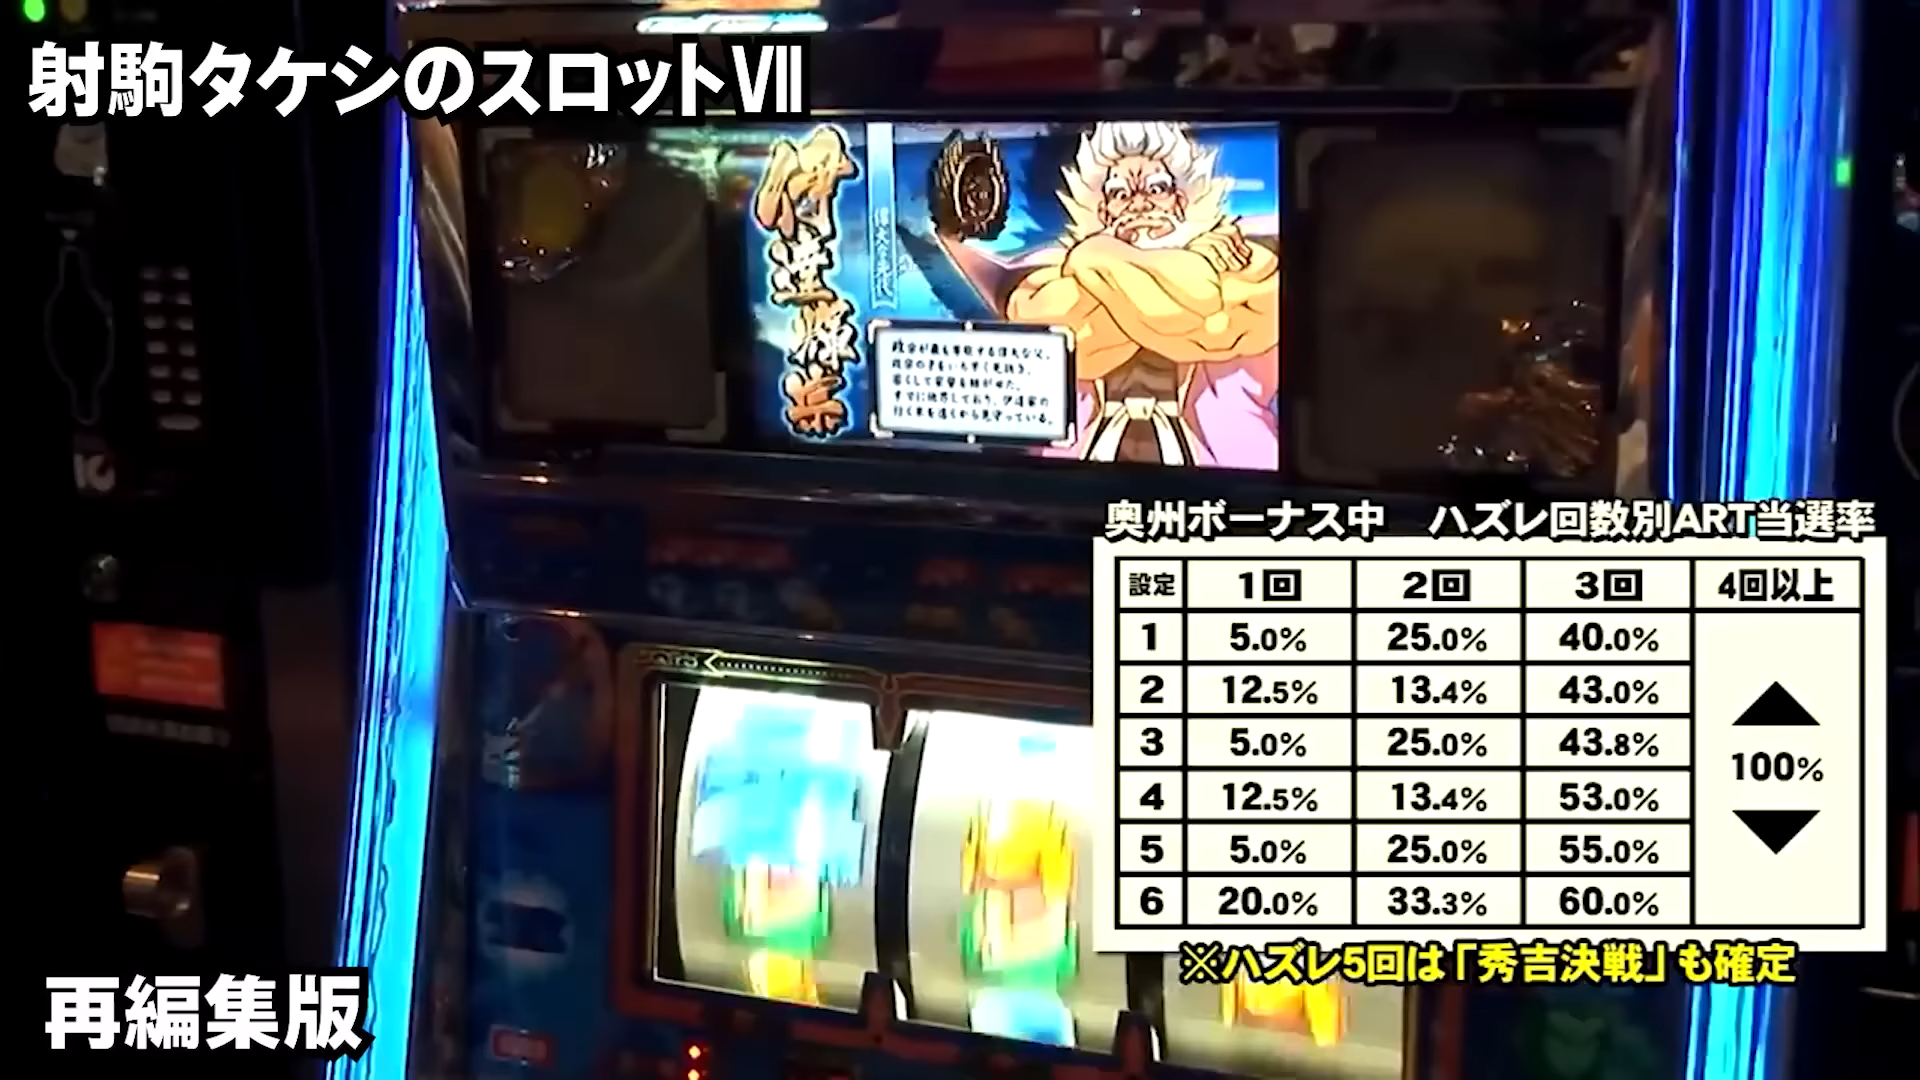 射駒タケシのスロットⅦ
伊達輝宗
奥州ボーナス中　ハズレ回数別ART当選率
設定 1回 2回 3回 4回以上
1 5.0% 25.0% 40.0%
2 12.5% 13.4% 43.0%
3 5.0% 25.0% 43.8%
▲ 100% ▼
4 12.5% 13.4% 53.0%
5 5.0% 25.0% 55.0%
6 20.0% 33.3% 60.0%
※ハズレ5回は「秀吉決戦」も確定
再編集版